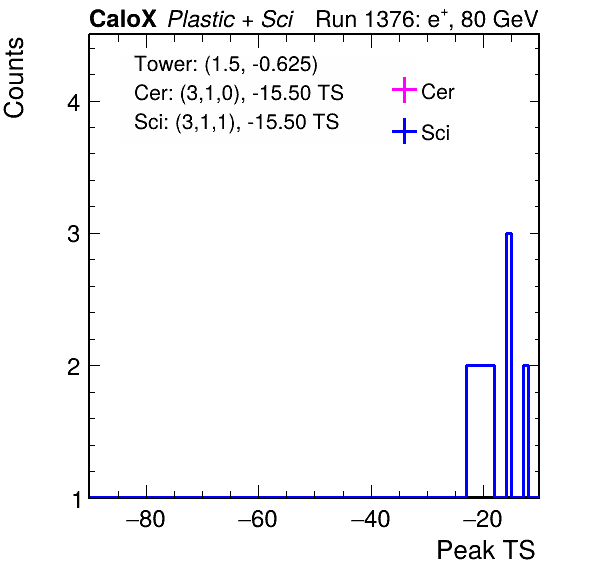 CaloX Plastic + Sci Run 1376: e⁺, 80 GeV
Counts
Tower: (1.5, -0.625)
Cer: (3,1,0), -15.50 TS
Sci: (3,1,1), -15.50 TS
Cer
Sci
4
3
2
1
−80 −60 −40 −20
Peak TS